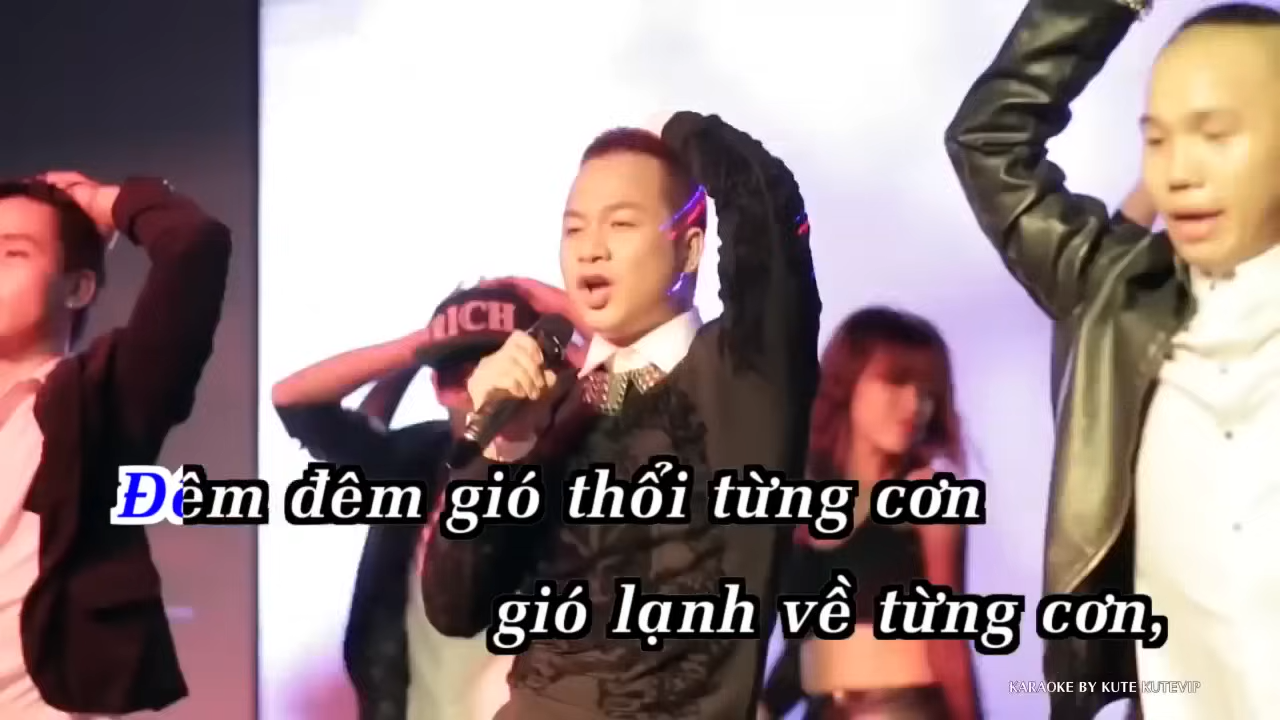 Đêm đêm gió thổi từng cơn
gió lạnh về từng cơn,
KARAOKE BY KUTE KUTEVIP